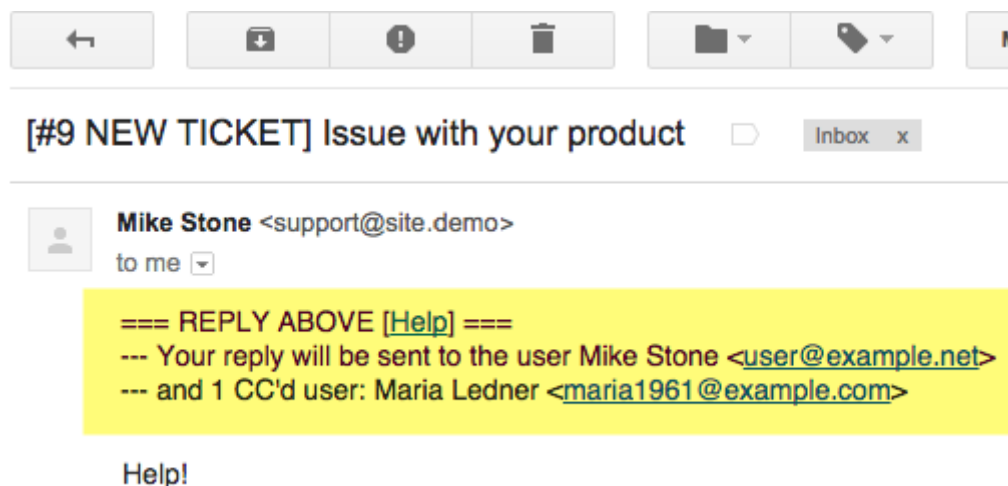 [#9 NEW TICKET] Issue with your product Inbox x
Mike Stone <support@site.demo>
to me
=== REPLY ABOVE [Help] ===
--- Your reply will be sent to the user Mike Stone <user@example.net>
--- and 1 CC'd user: Maria Ledner <maria1961@example.com>
Help!